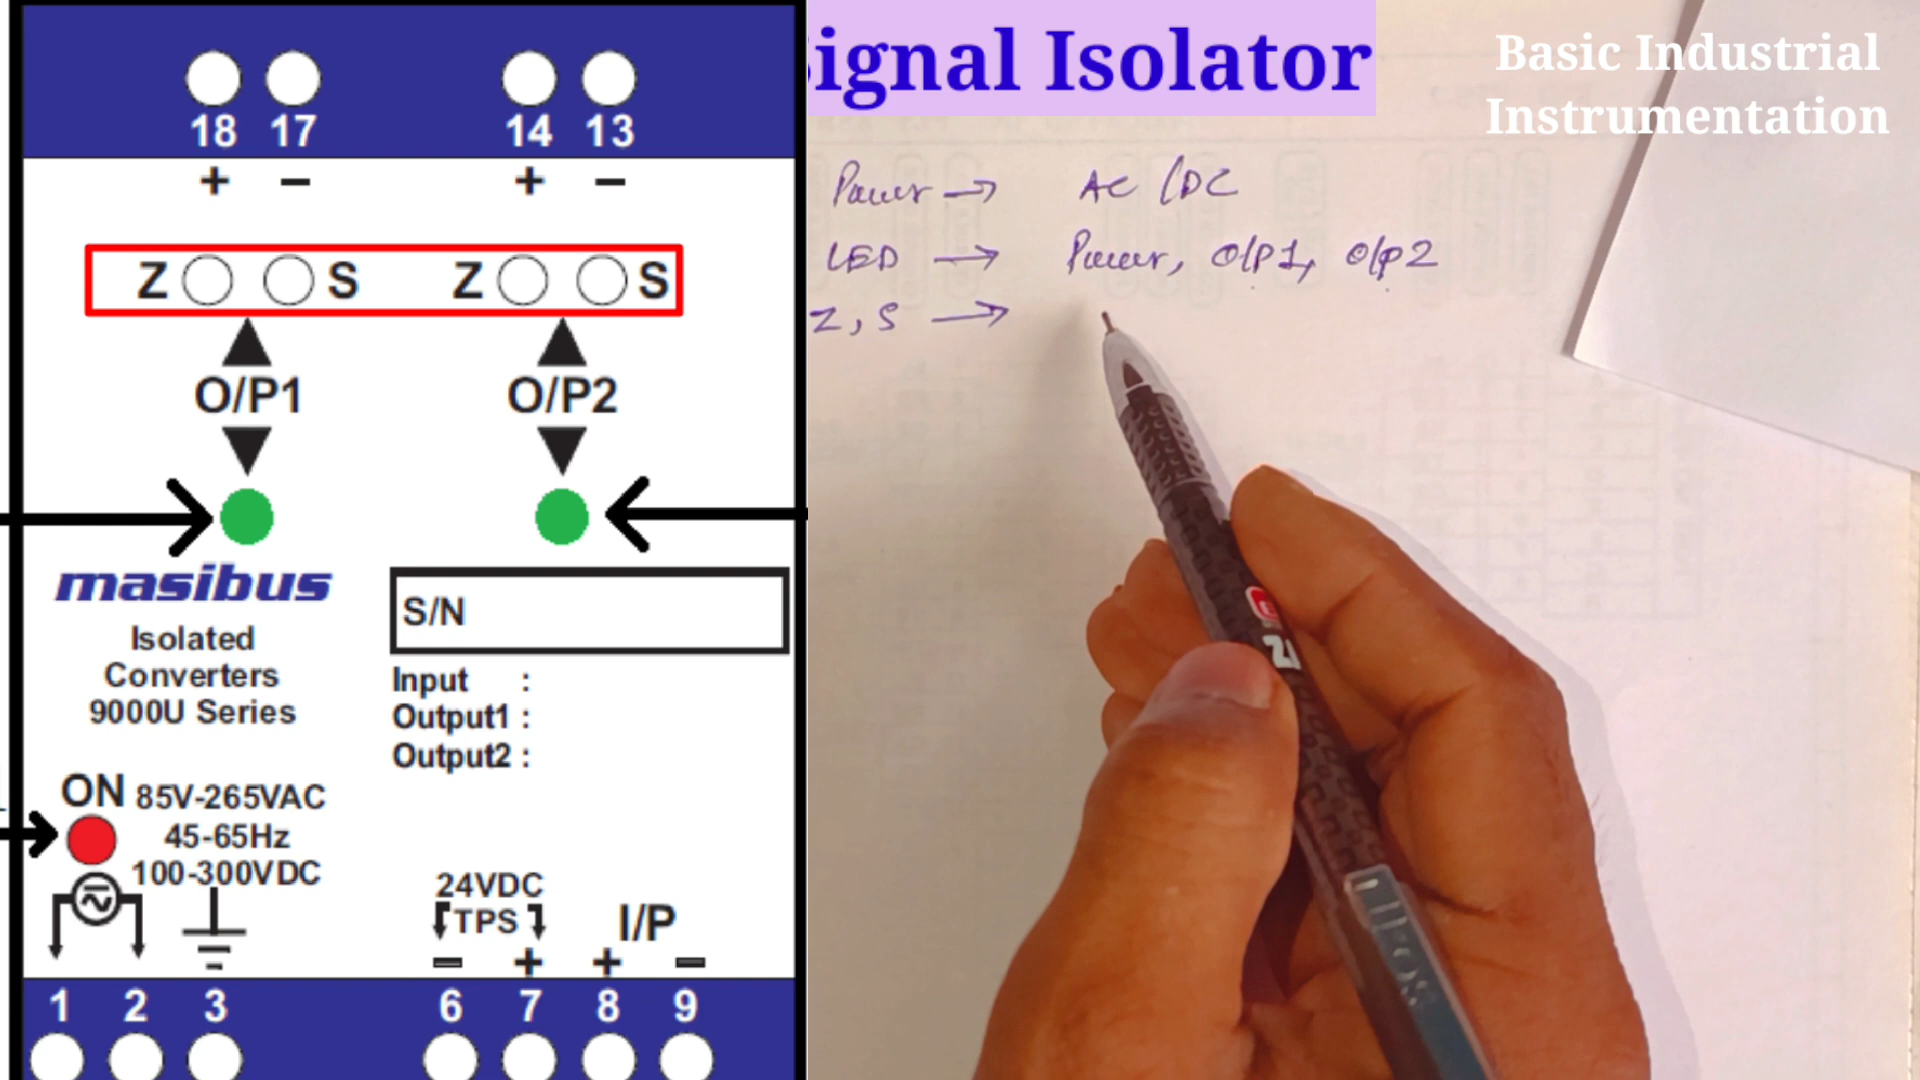 18 17 14 13
+ − + −
Z S Z S
O/P1 O/P2
masibus
Isolated
Converters
9000U Series
S/N
Input :
Output1 :
Output2 :
ON 85V-265VAC
45-65Hz
100-300VDC
24VDC
TPS
I/P
− + + −
1 2 3 6 7 8 9
ignal Isolator
Basic Industrial
Instrumentation
Power → AC/DC
LED → Power, O/P1, O/P2
Z, S →